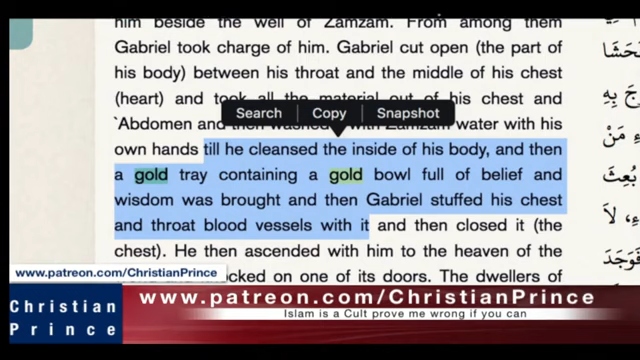 him beside the well of Zamzam. From among them
Gabriel took charge of him. Gabriel cut open (the part of
his body) between his throat and the middle of his chest
(heart) and took all the material out of his chest and
Search Copy Snapshot
`Abdomen and then washed with Zamzam water with his
own hands till he cleansed the inside of his body, and then
a gold tray containing a gold bowl full of belief and
wisdom was brought and then Gabriel stuffed his chest
and throat blood vessels with it and then closed it (the
chest). He then ascended with him to the heaven of the
www.patreon.com/ChristianPrince
on one of its doors. The dwellers of
Christian
Prince
www.patreon.com/ChristianPrince
Islam is a Cult prove me wrong if you can